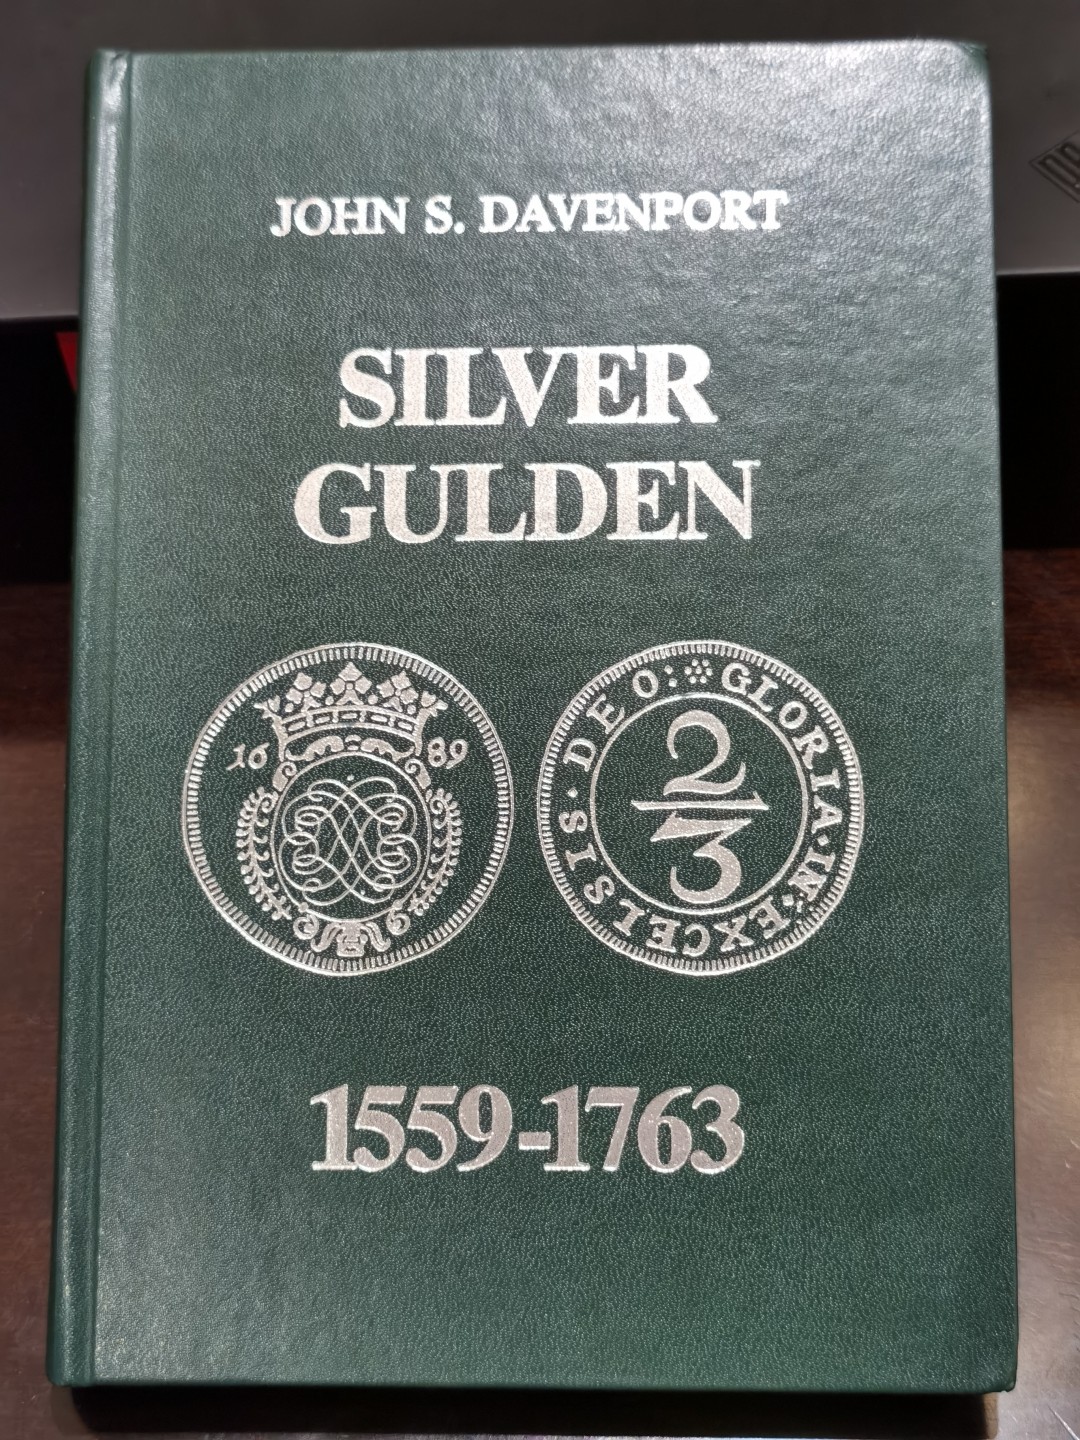 JOHN S. DAVENPORT
SILVER
GULDEN
16 89
GLORIA·IN·EXCELSIS·DEO:
2
3
1559-1763